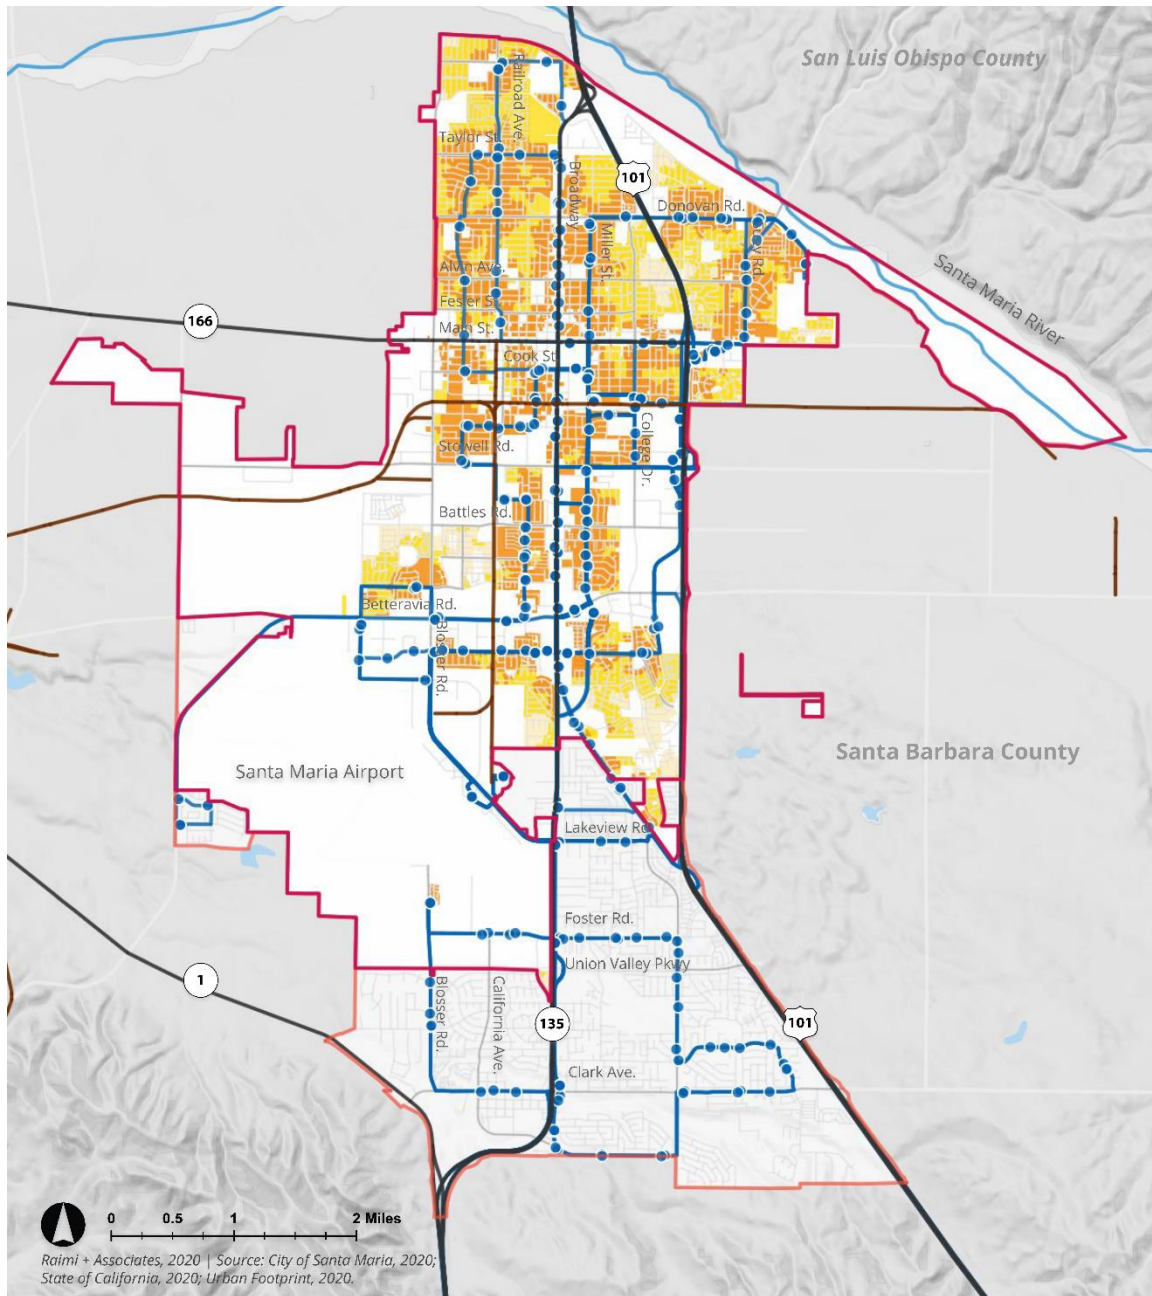 San Luis Obispo County
Railroad Ave.
Taylor St.
Broadway
101
Donovan Rd.
Miller St.
Rd.
Santa Maria River
Alvin Ave.
Fesler St.
166
Main St.
Cook St.
College Dr.
Stowell Rd.
Battles Rd.
Betteravia Rd.
Blosser Rd.
Santa Maria Airport
Santa Barbara County
Lakeview Rd.
Foster Rd.
Union Valley Pkwy
1
Blosser Rd.
California Ave.
135
101
Clark Ave.
0 0.5 1 2 Miles
Raimi + Associates, 2020 | Source: City of Santa Maria, 2020;
State of California, 2020; Urban Footprint, 2020.